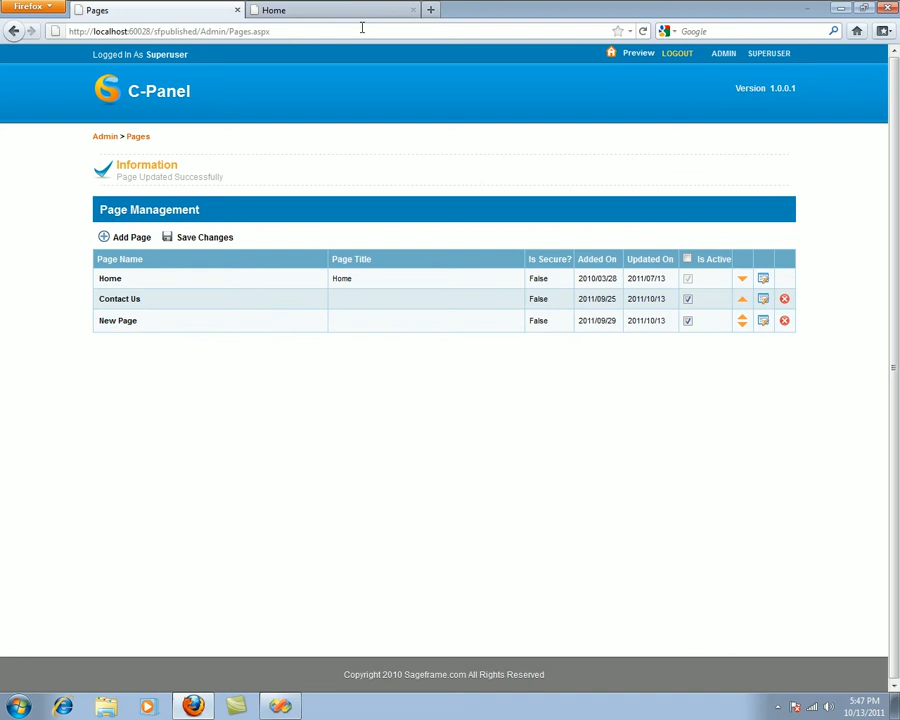 Firefox
Pages
Home
http://localhost:60028/sfpublished/Admin/Pages.aspx
Google
Logged In As Superuser
Preview LOGOUT ADMIN SUPERUSER
C-Panel
Version 1.0.0.1
Admin > Pages
Information
Page Updated Successfully
Page Management
Add Page Save Changes
Page Name Page Title Is Secure? Added On Updated On Is Active
Home Home False 2010/03/28 2011/07/13
Contact Us False 2011/09/25 2011/10/13
New Page False 2011/09/29 2011/10/13
Copyright 2010 Sageframe.com All Rights Reserved
5:47 PM
10/13/2011